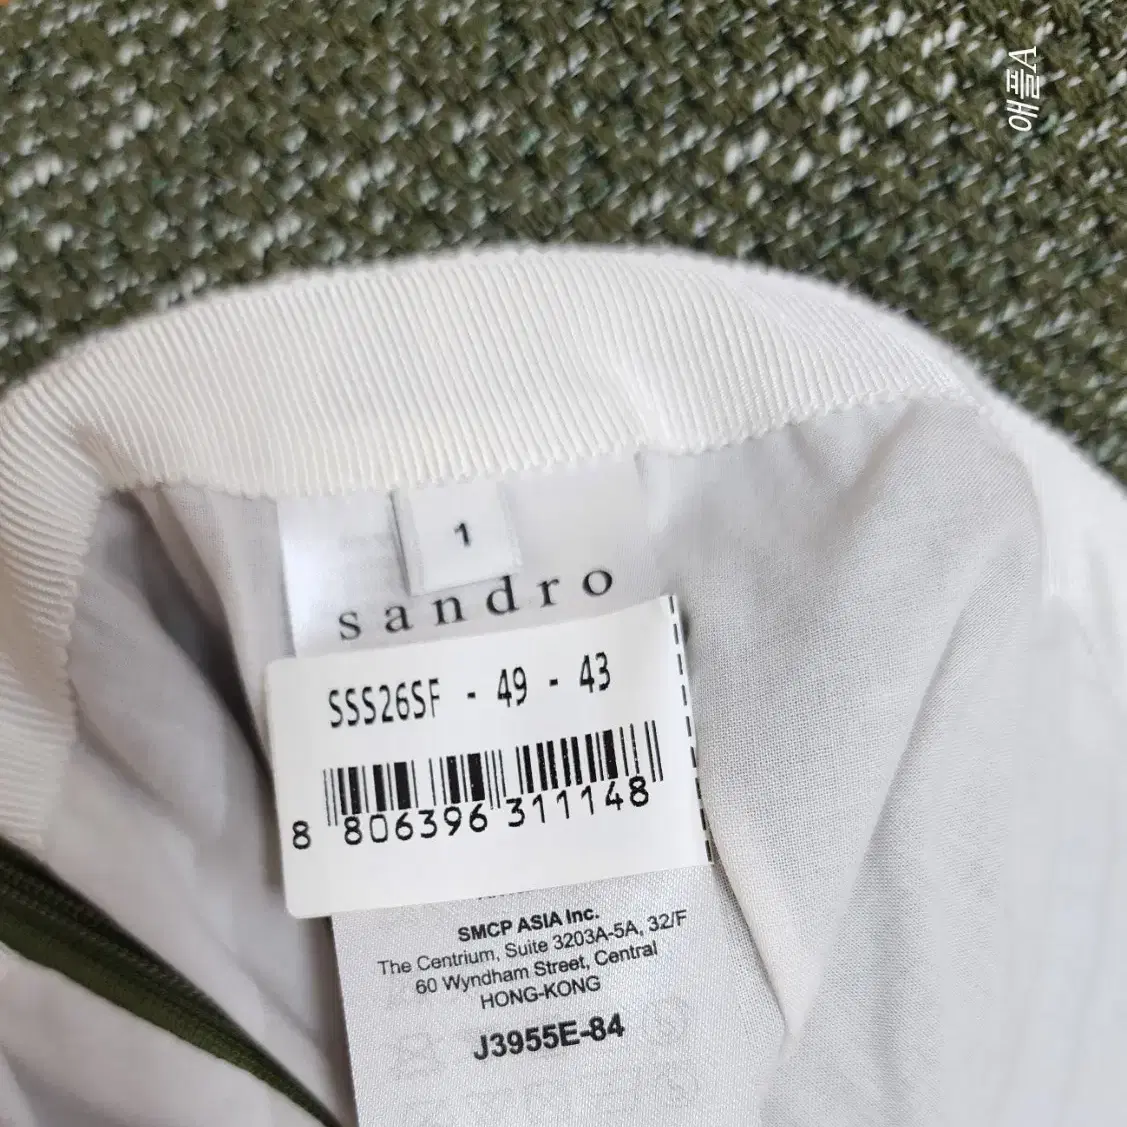 애플A
1
sandro
SSS26SF - 49 - 43
8 806396 311148
SMCP ASIA Inc.
The Centrium, Suite 3203A-5A, 32/F
60 Wyndham Street, Central
HONG-KONG
J3955E-84